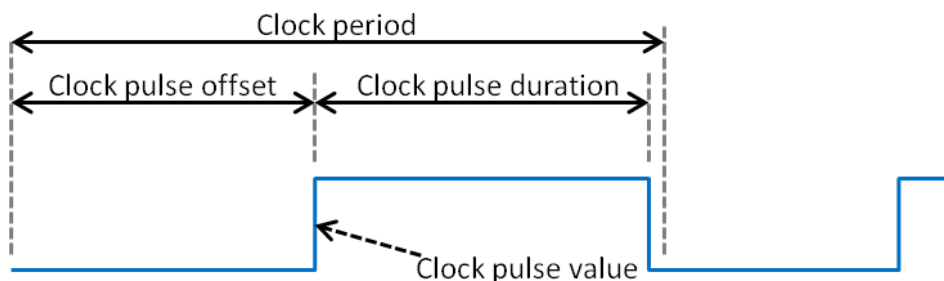 Clock period
Clock pulse offset
Clock pulse duration
Clock pulse value